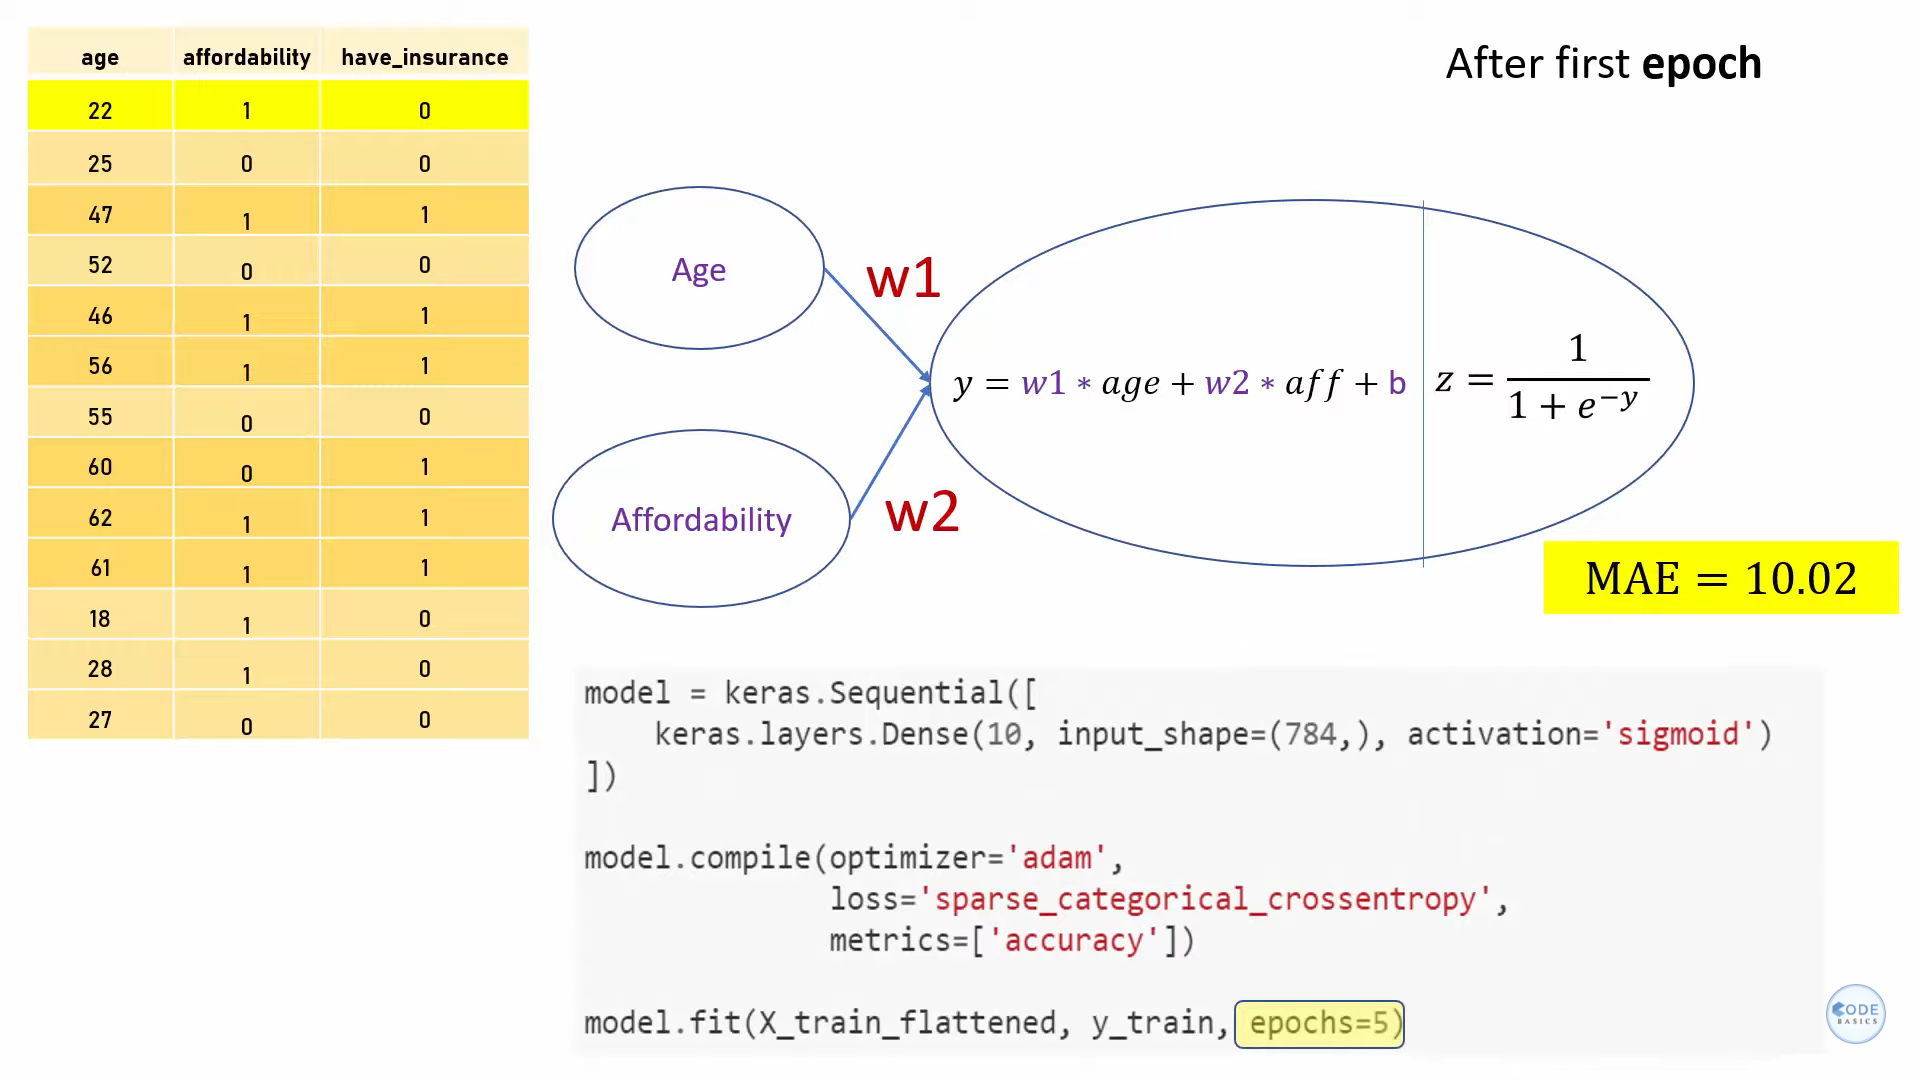 age affordability have_insurance
22 1 0
25 0 0
47 1 1
52 0 0
46 1 1
56 1 1
55 0 0
60 0 1
62 1 1
61 1 1
18 1 0
28 1 0
27 0 0
After first epoch
Age
w1
y = w1 * age + w2 * aff + b
z = 1 / 1 + e^{-y}
Affordability
w2
MAE = 10.02
model = keras.Sequential([
    keras.layers.Dense(10, input_shape=(784,), activation='sigmoid')
])
model.compile(optimizer='adam',
              loss='sparse_categorical_crossentropy',
              metrics=['accuracy'])
model.fit(X_train_flattened, y_train, epochs=5)
CODE
BASICS